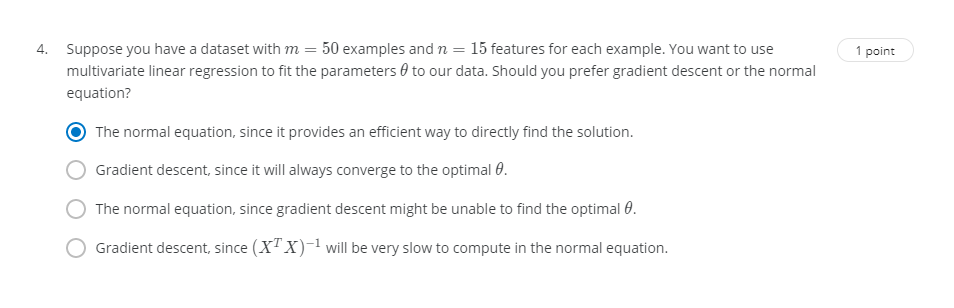 4. Suppose you have a dataset with m = 50 examples and n = 15 features for each example. You want to use
1 point
multivariate linear regression to fit the parameters θ to our data. Should you prefer gradient descent or the normal
equation?
The normal equation, since it provides an efficient way to directly find the solution.
Gradient descent, since it will always converge to the optimal θ.
The normal equation, since gradient descent might be unable to find the optimal θ.
Gradient descent, since (XᵀX)⁻¹ will be very slow to compute in the normal equation.